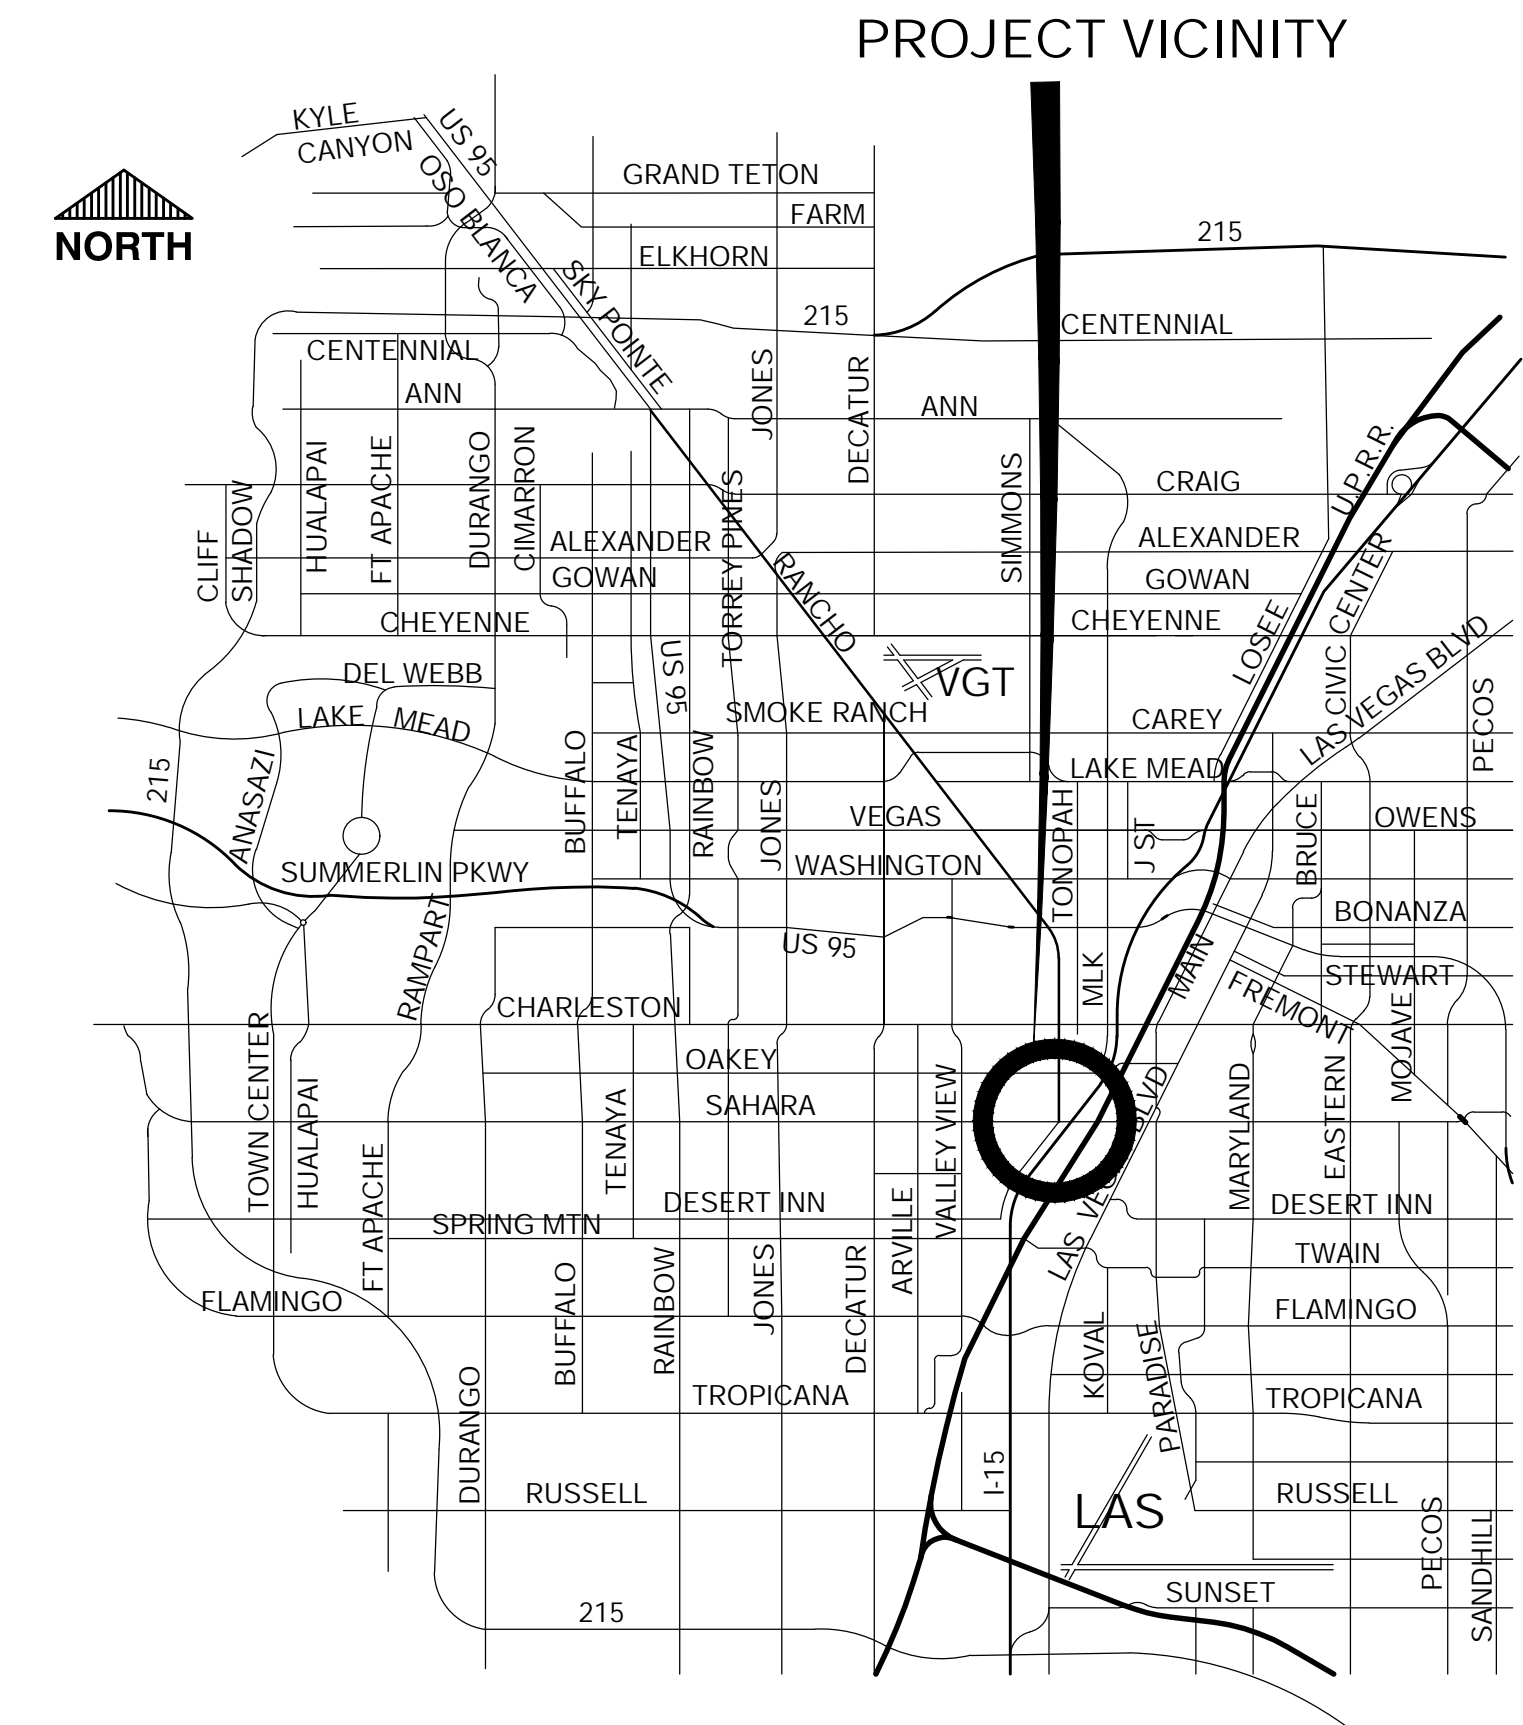 PROJECT VICINITY
KYLE
CANYON
US 95
OSO BLANCA
NORTH
GRAND TETON
FARM
ELKHORN
SKY POINTE
215
215
CENTENNIAL
CENTENNIAL
ANN
ANN
JONES
DECATUR
CLIFF
SHADOW
HUALAPAI
FT APACHE
DURANGO
CIMARRON
TORREY PINES
SIMMONS
CRAIG
U.P.R.R.
ALEXANDER
ALEXANDER
GOWAN
GOWAN
RANCHO
CHEYENNE
CHEYENNE
LOSEE
CIVIC CENTER
LAS VEGAS BLVD
DEL WEBB
US 95
VGT
LAKE MEAD
SMOKE RANCH
CAREY
PECOS
215
ANASAZI
BUFFALO
TENAYA
RAINBOW
JONES
LAKE MEAD
VEGAS
TONOPAH
J ST
BRUCE
OWENS
SUMMERLIN PKWY
WASHINGTON
RAMPART
US 95
BONANZA
MLK
MAIN
FREMONT
STEWART
CHARLESTON
MOJAVE
TOWN CENTER
HUALAPAI
OAKEY
SAHARA
TENAYA
VALLEY VIEW
MARYLAND
EASTERN
FT APACHE
DESERT INN
DESERT INN
SPRING MTN
ARVILLE
LAS VEG
BLVD
TWAIN
FLAMINGO
FLAMINGO
BUFFALO
RAINBOW
JONES
DECATUR
KOVAL
PARADISE
DURANGO
TROPICANA
TROPICANA
I-15
RUSSELL
LAS
RUSSELL
PECOS
SANDHILL
SUNSET
215